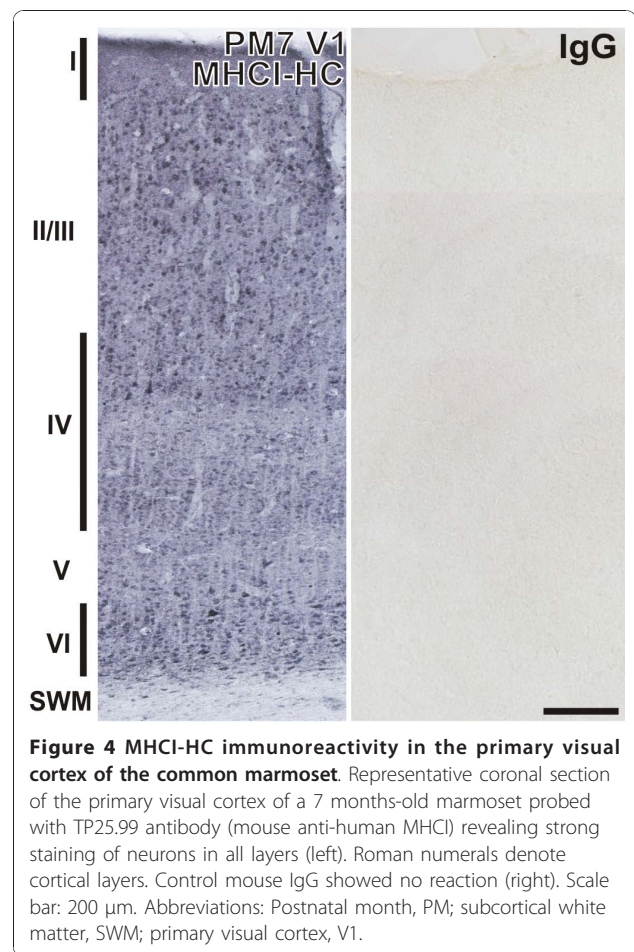 PM7 V1
MHCI-HC
IgG
I
II/III
IV
V
VI
SWM
Figure 4 MHCI-HC immunoreactivity in the primary visual
cortex of the common marmoset. Representative coronal section
of the primary visual cortex of a 7 months-old marmoset probed
with TP25.99 antibody (mouse anti-human MHCI) revealing strong
staining of neurons in all layers (left). Roman numerals denote
cortical layers. Control mouse IgG showed no reaction (right). Scale
bar: 200 μm. Abbreviations: Postnatal month, PM; subcortical white
matter, SWM; primary visual cortex, V1.